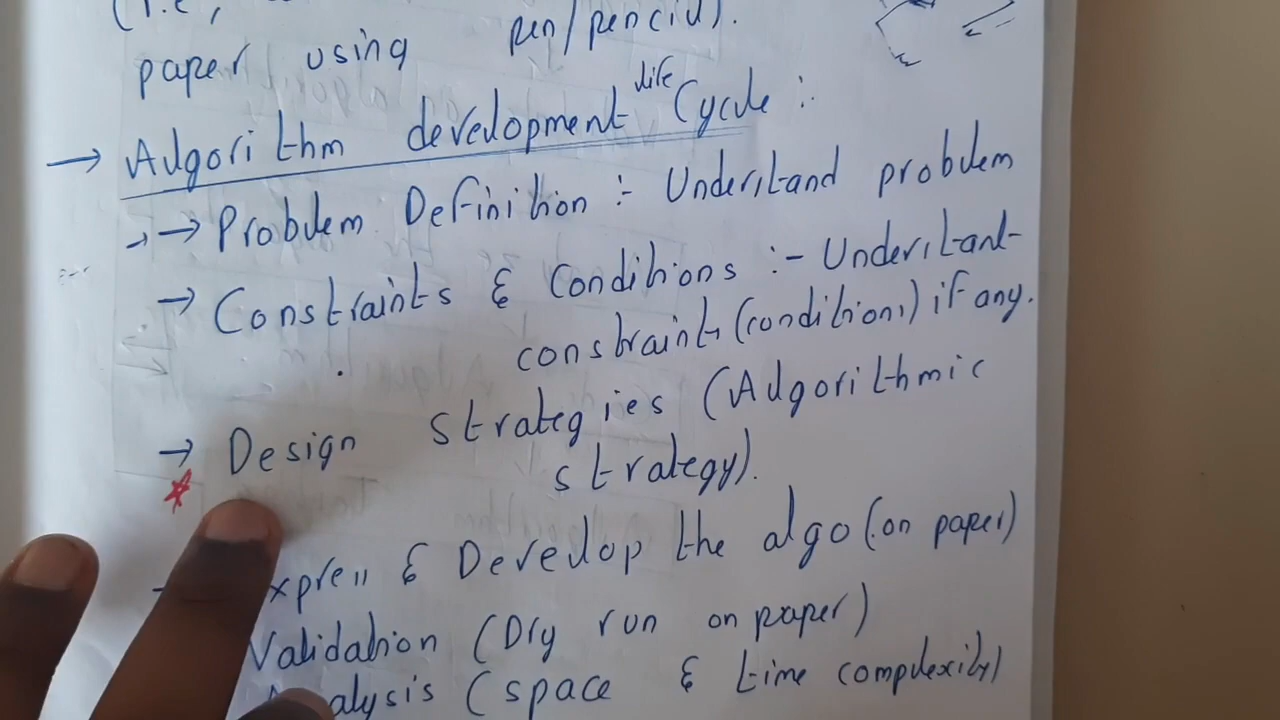 (i.e,
paper using pen/pencil).
→ Algorithm development life Cycle :-
→ Problem Definition :- Understand problem
→ Constraints & Conditions :- Understant-
constraints (conditions) if any.
→ Design strategies (Algorithmic
strategy).
xpress & Develop the algo (on paper)
Validation (Dry run on paper)
alysis (space & time complexity)